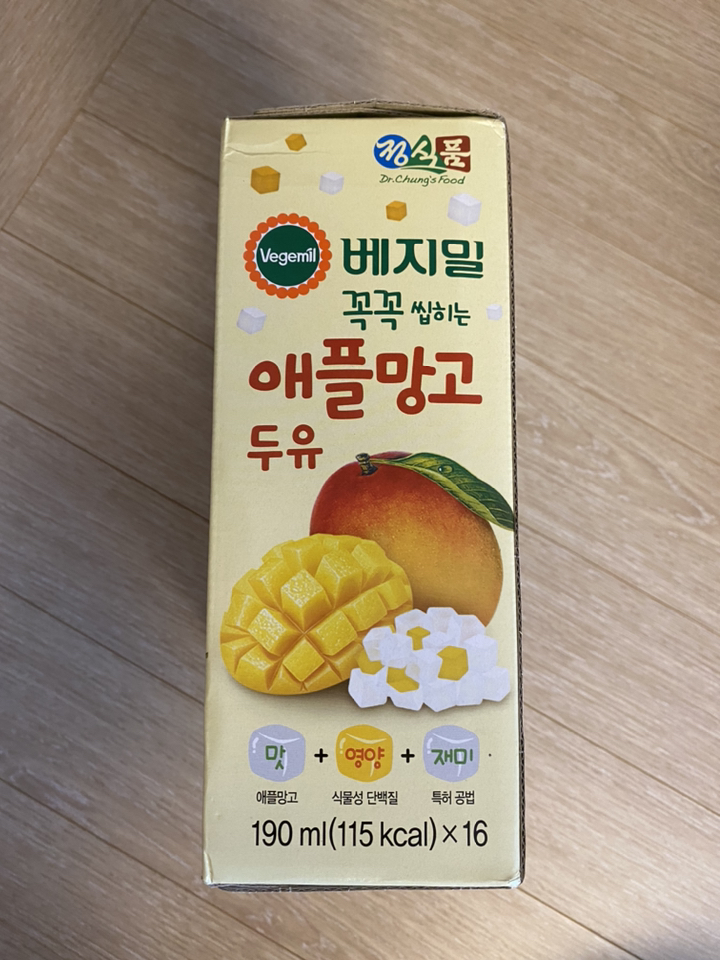 정식품
Dr.Chung's Food
Vegemil 베지밀
꼭꼭 씹히는
애플망고
두유
맛 + 영양 + 재미
애플망고 식물성 단백질 특허 공법
190 ml(115 kcal)×16